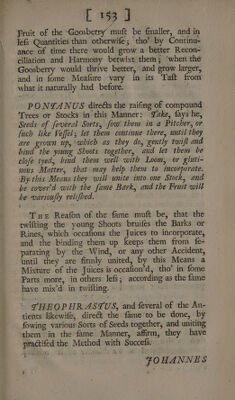 [ 153 ]
Fruit of the Goosberry must be smaller, and in
less Quantities than otherwise; tho' by Continu-
ance of time there would grow a better Recon-
ciliation and Harmony betwixt them; when the
Goosberry would thrive better, and grow larger,
and in some Measure vary in its Tast from
what it naturally had before.
PONTANUS directs the raising of compound
Trees or Stocks in this Manner: Take, says he,
Seeds of several Sorts, sow them in a Pitcher, or
such like Vessel; let them continue there, until they
are grown up, which as they do, gently twist and
bind the young Shoots together, and let them be
close tyed, bind them well with Loam, or gluti-
nous Matter, that may help them to incorporate.
By this Means they will unite into one Stock, and
be cover'd with the same Bark, and the Fruit will
be variously relished.
THE Reason of the same must be, that the
twisting the young Shoots bruises the Barks or
Rines, which occasions the Juices to incorporate,
and the binding them up keeps them from se-
parating by the Wind, or any other Accident,
until they are firmly united, by this Means a
Mixture of the Juices is occasion'd, tho' in some
Parts more, in others less; according as the same
have mix'd in twisting.
THEOPHRASTUS, and several of the An-
tients likewise, direct the same to be done, by
sowing various Sorts of Seeds together, and uniting
them in the same Manner, affirm, they have
practised the Method with Success.
JOHANNES